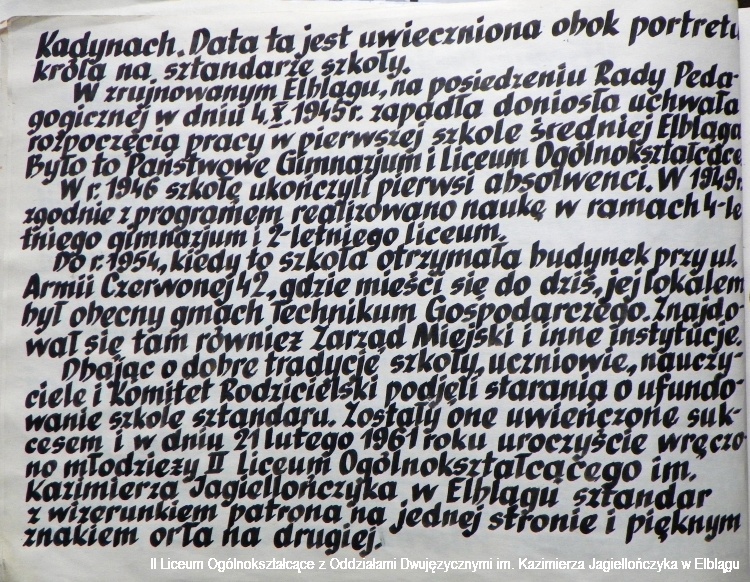 Kadynach. Data ta jest uwieczniona obok portretu
króla na sztandarze szkoły.
W zrujnowanym Elblągu, na posiedzeniu Rady Peda-
gogicznej w dniu 4.X.1945 r. zapadła doniosła uchwała
rozpoczęcia pracy w pierwszej szkole średniej Elbląga
Było to Państwowe Gimnazjum i Liceum Ogólnokształcące
W r. 1946 szkołę ukończyli pierwsi absolwenci. W 1949 r.
zgodnie z programem realizowano naukę w ramach 4-le
tniego gimnazjum i 2-letniego liceum.
Do r. 1954, kiedy to szkoła otrzymała budynek przy ul.
Armii Czerwonej 42, gdzie mieści się do dziś, jej lokalem
był obecny gmach Technikum Gospodarczego. Znajdo-
wał się tam również Zarząd Miejski i inne instytucje.
Dbając o dobre tradycje szkoły, uczniowie, nauczy-
ciele i Komitet Rodzicielski podjęli starania o ufundo-
wanie szkole sztandaru. Zostały one uwieńczone suk-
cesem i w dniu 21 lutego 1961 roku uroczyście wręczo
no młodzieży II Liceum Ogólnokształcącego im.
Kazimierza Jagiellończyka w Elblągu sztandar
z wizerunkiem patrona na jednej stronie i pięknym
znakiem orła na drugiej.
II Liceum Ogólnokształcące z Oddziałami Dwujęzycznymi im. Kazimierza Jagiellończyka w Elblągu